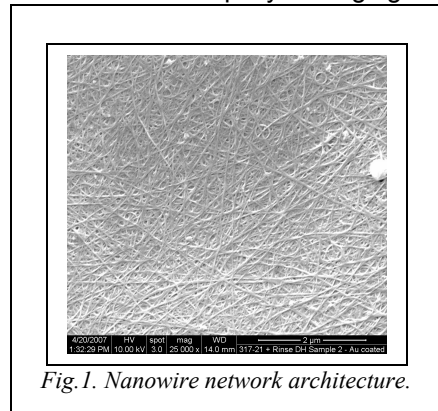 4/20/2007 HV spot mag WD 2 µm
1:32:29 PM 10.00 kV 3.0 25 000 x 14.0 mm 317-21 + Rinse DH Sample 2 - Au coated
Fig.1. Nanowire network architecture.